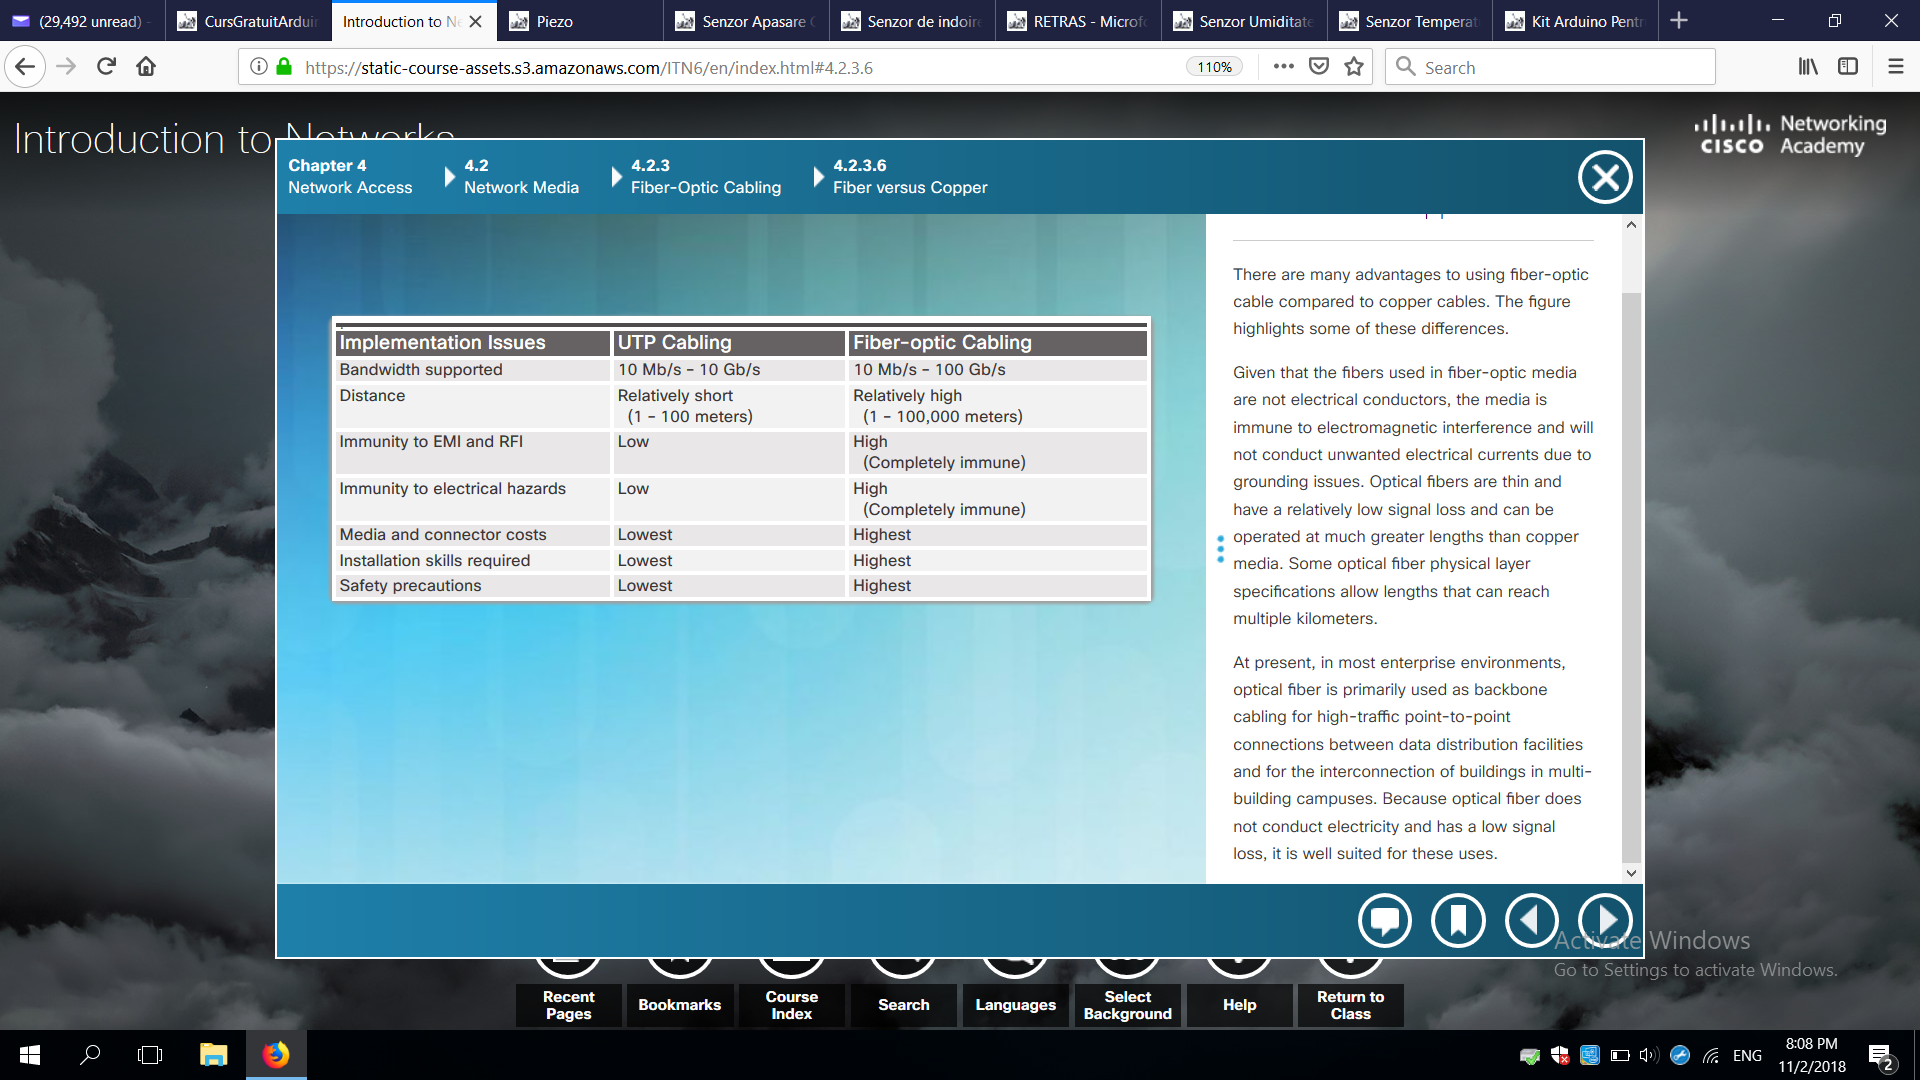 (29,492 unread)
CursGratuitArduin
Introduction to Ne
Piezo
Senzor Apasare
Senzor de indoire
RETRAS - Microf
Senzor Umiditate
Senzor Temperat
Kit Arduino Pentr
https://static-course-assets.s3.amazonaws.com/ITN6/en/index.html#4.2.3.6
110%
Search
Introduction to Networks
CISCO
Networking
Academy
Chapter 4
Network Access
4.2
Network Media
4.2.3
Fiber-Optic Cabling
4.2.3.6
Fiber versus Copper
Implementation Issues UTP Cabling Fiber-optic Cabling
Bandwidth supported 10 Mb/s - 10 Gb/s 10 Mb/s - 100 Gb/s
Distance Relatively short Relatively high
(1 - 100 meters) (1 - 100,000 meters)
Immunity to EMI and RFI Low High
(Completely immune)
Immunity to electrical hazards Low High
(Completely immune)
Media and connector costs Lowest Highest
Installation skills required Lowest Highest
Safety precautions Lowest Highest
There are many advantages to using fiber-optic
cable compared to copper cables. The figure
highlights some of these differences.
Given that the fibers used in fiber-optic media
are not electrical conductors, the media is
immune to electromagnetic interference and will
not conduct unwanted electrical currents due to
grounding issues. Optical fibers are thin and
have a relatively low signal loss and can be
operated at much greater lengths than copper
media. Some optical fiber physical layer
specifications allow lengths that can reach
multiple kilometers.
At present, in most enterprise environments,
optical fiber is primarily used as backbone
cabling for high-traffic point-to-point
connections between data distribution facilities
and for the interconnection of buildings in multi-
building campuses. Because optical fiber does
not conduct electricity and has a low signal
loss, it is well suited for these uses.
Activate Windows
Go to Settings to activate Windows.
Recent
Pages
Bookmarks
Course
Index
Search
Languages
Select
Background
Help
Return to
Class
ENG
8:08 PM
11/2/2018
2